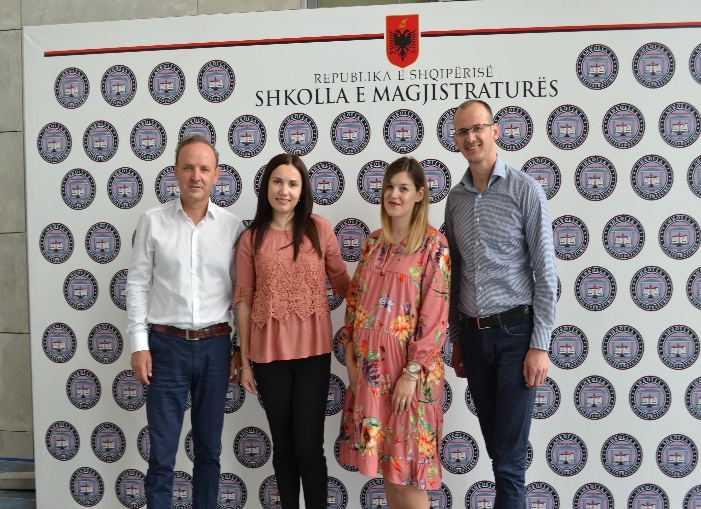 REPUBLIKA E SHQIPËRISË
SHKOLLA E MAGJISTRATURËS